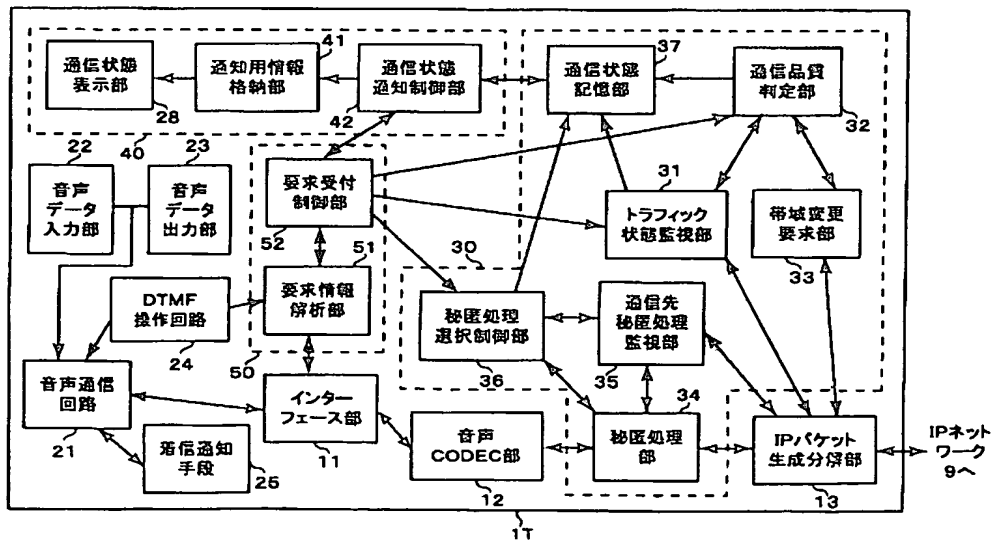 41
37
通信状態
表示部
28
通知用情報
格納部
通信状態
通知制御部
42
通信状態
記憶部
通信品質
判定部
32
40
22
音声
データ
入力部
23
音声
データ
出力部
要求受付
制御部
52
31
トラフィック
状態監視部
帯域変更
要求部
33
51
要求情報
解析部
50
30
DTMF
操作回路
24
秘匿処理
選択制御部
36
通信先
秘匿処理
監視部
35
音声通信
回路
21
インター
フェース部
11
34
音声
CODEC部
12
秘匿処理
部
IPパケット
生成分解部
13
IPネット
ワーク
9へ
着信通知
手段
25
1T